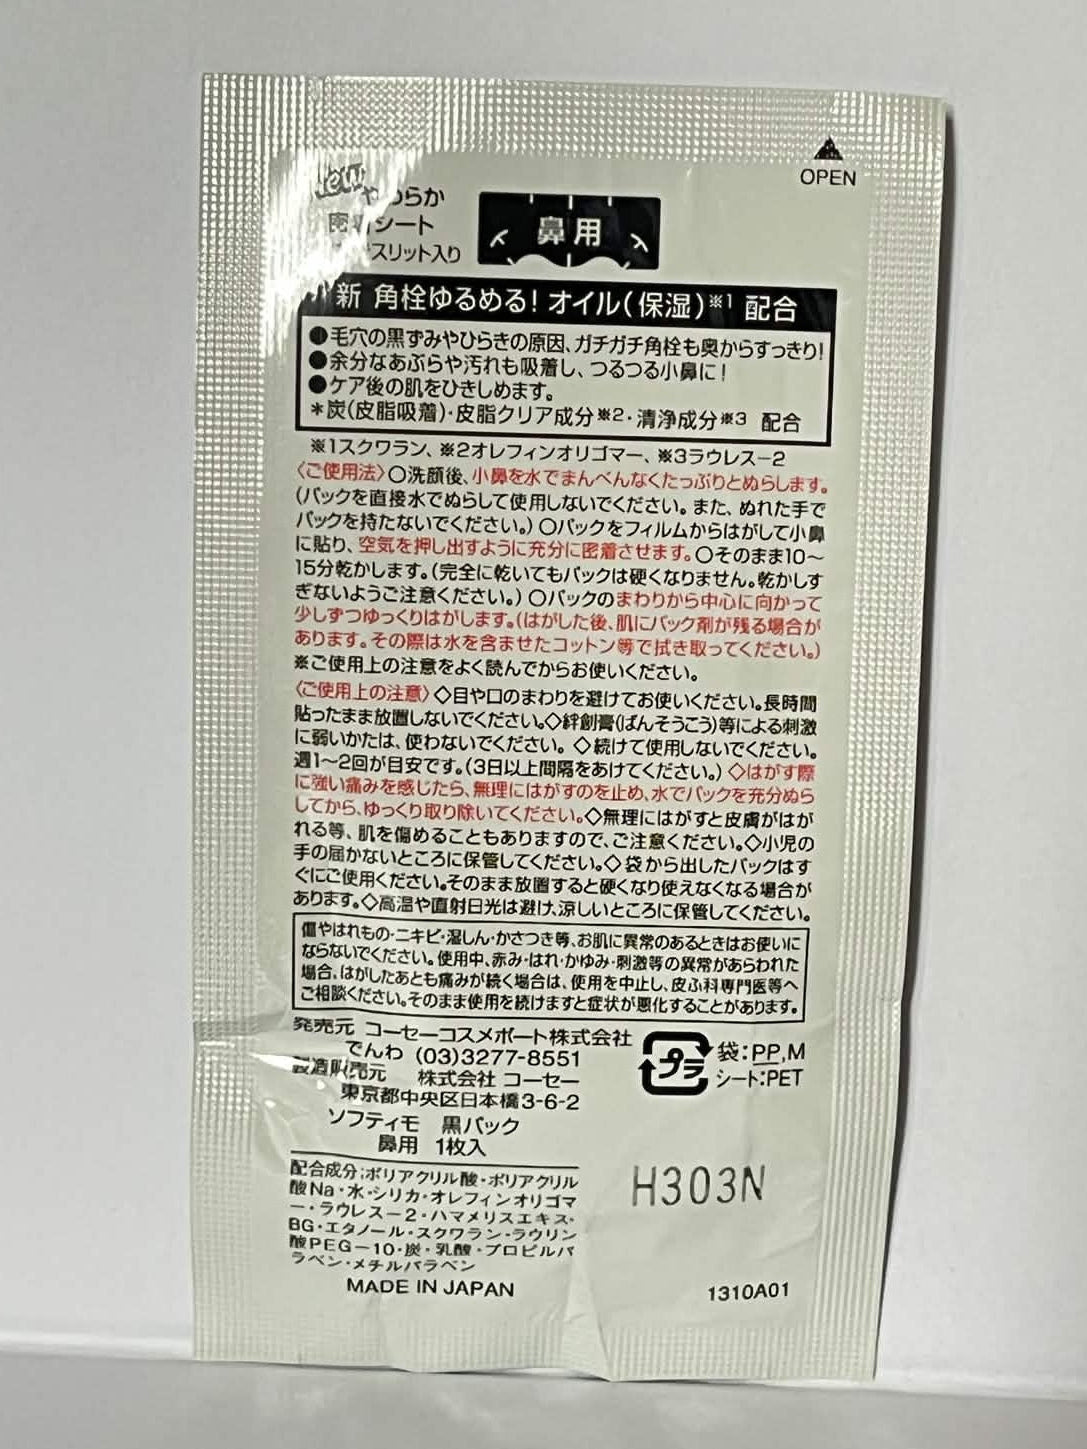 OPEN
New
やわらか
密着シート
スリット入り
鼻用
新 角栓ゆるめる！オイル（保湿）※1 配合
●毛穴の黒ずみやひらきの原因、ガチガチ角栓も奥からすっきり！
●余分なあぶらや汚れも吸着し、つるつる小鼻に！
●ケア後の肌をひきしめます。
＊炭（皮脂吸着）・皮脂クリア成分※2・清浄成分※3 配合
※1スクワラン、※2オレフィンオリゴマー、※3ラウレス−2
〈ご使用法〉○洗顔後、小鼻を水でまんべんなくたっぷりとぬらします。
（パックを直接水でぬらして使用しないでください。また、ぬれた手で
パックを持たないでください。）○パックをフィルムからはがして小鼻
に貼り、空気を押し出すように充分に密着させます。○そのまま10〜
15分乾かします。（完全に乾いてもパックは硬くなりません。乾かしす
ぎないようご注意ください。）○パックのまわりから中心に向かって
少しずつゆっくりはがします。（はがした後、肌にパック剤が残る場合が
あります。その際は水を含ませたコットン等で拭き取ってください。）
※ご使用上の注意をよく読んでからお使いください。
〈ご使用上の注意〉◇目や口のまわりを避けてお使いください。長時間
貼ったまま放置しないでください。◇絆創膏（ばんそうこう）等による刺激
に弱いかたは、使わないでください。◇続けて使用しないでください。
週1〜2回が目安です。（3日以上間隔をあけてください。）◇はがす際
に強い痛みを感じたら、無理にはがすのを止め、水でパックを充分ぬら
してから、ゆっくり取り除いてください。◇無理にはがすと皮膚がはが
れる等、肌を傷めることもありますので、ご注意ください。◇小児の
手の届かないところに保管してください。◇袋から出したパックはす
ぐにご使用ください。そのまま放置すると硬くなり使えなくなる場合が
あります。◇高温や直射日光は避け、涼しいところに保管してください。
傷やはれもの・ニキビ・湿しん・かさつき等、お肌に異常のあるときはお使いに
ならないでください。使用中、赤み・はれ・かゆみ・刺激等の異常があらわれた
場合、はがしたあとも痛みが続く場合は、使用を中止し、皮ふ科専門医等へ
ご相談ください。そのまま使用を続けますと症状が悪化することがあります。
発売元 コーセーコスメポート株式会社
でんわ (03)3277-8551
製造販売元 株式会社 コーセー
東京都中央区日本橋3-6-2
ソフティモ 黒パック
鼻用 1枚入
プラ
袋：PP,M
シート：PET
配合成分；ポリアクリル酸・ポリアクリル
酸Na・水・シリカ・オレフィンオリゴマ
ー・ラウレス−2・ハマメリスエキス・
BG・エタノール・スクワラン・ラウリン
酸PEG−10・炭・乳酸・プロピルパ
ラベン・メチルパラベン
MADE IN JAPAN
H303N
1310A01